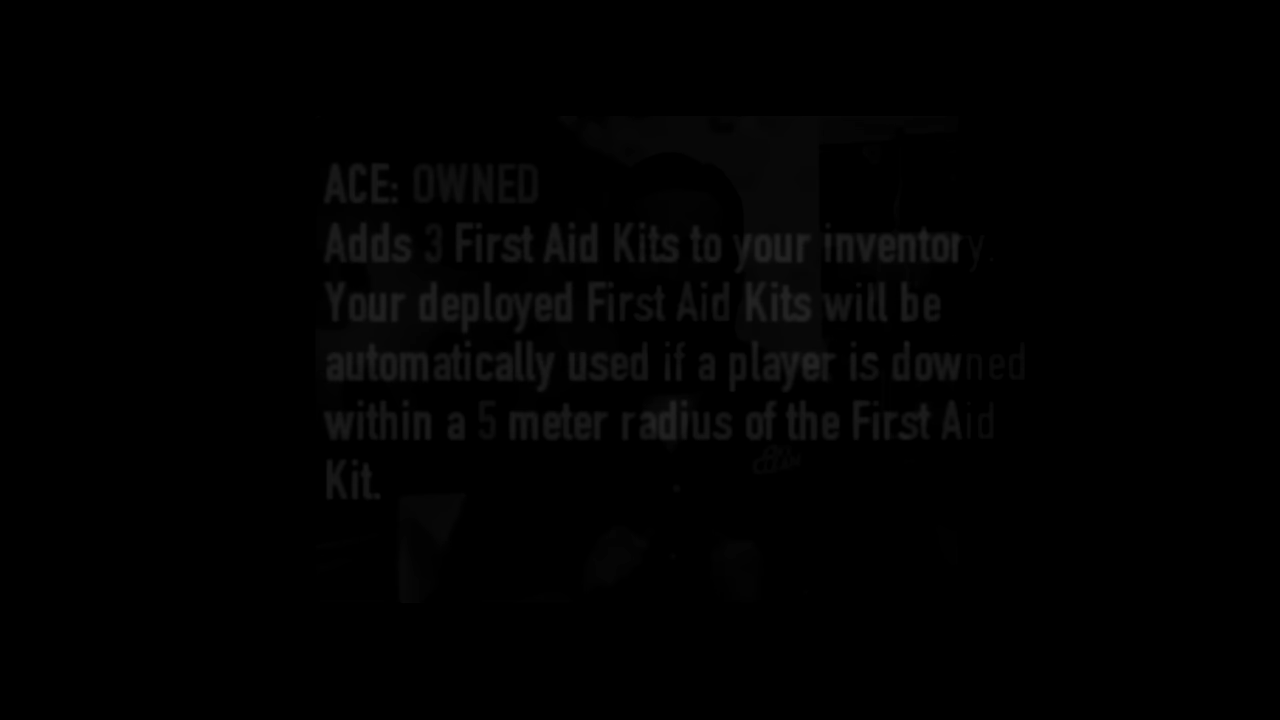 ACE: OWNED
Adds 3 First Aid Kits to your inventory.
Your deployed First Aid Kits will be
automatically used if a player is downed
within a 5 meter radius of the First Aid
Kit.